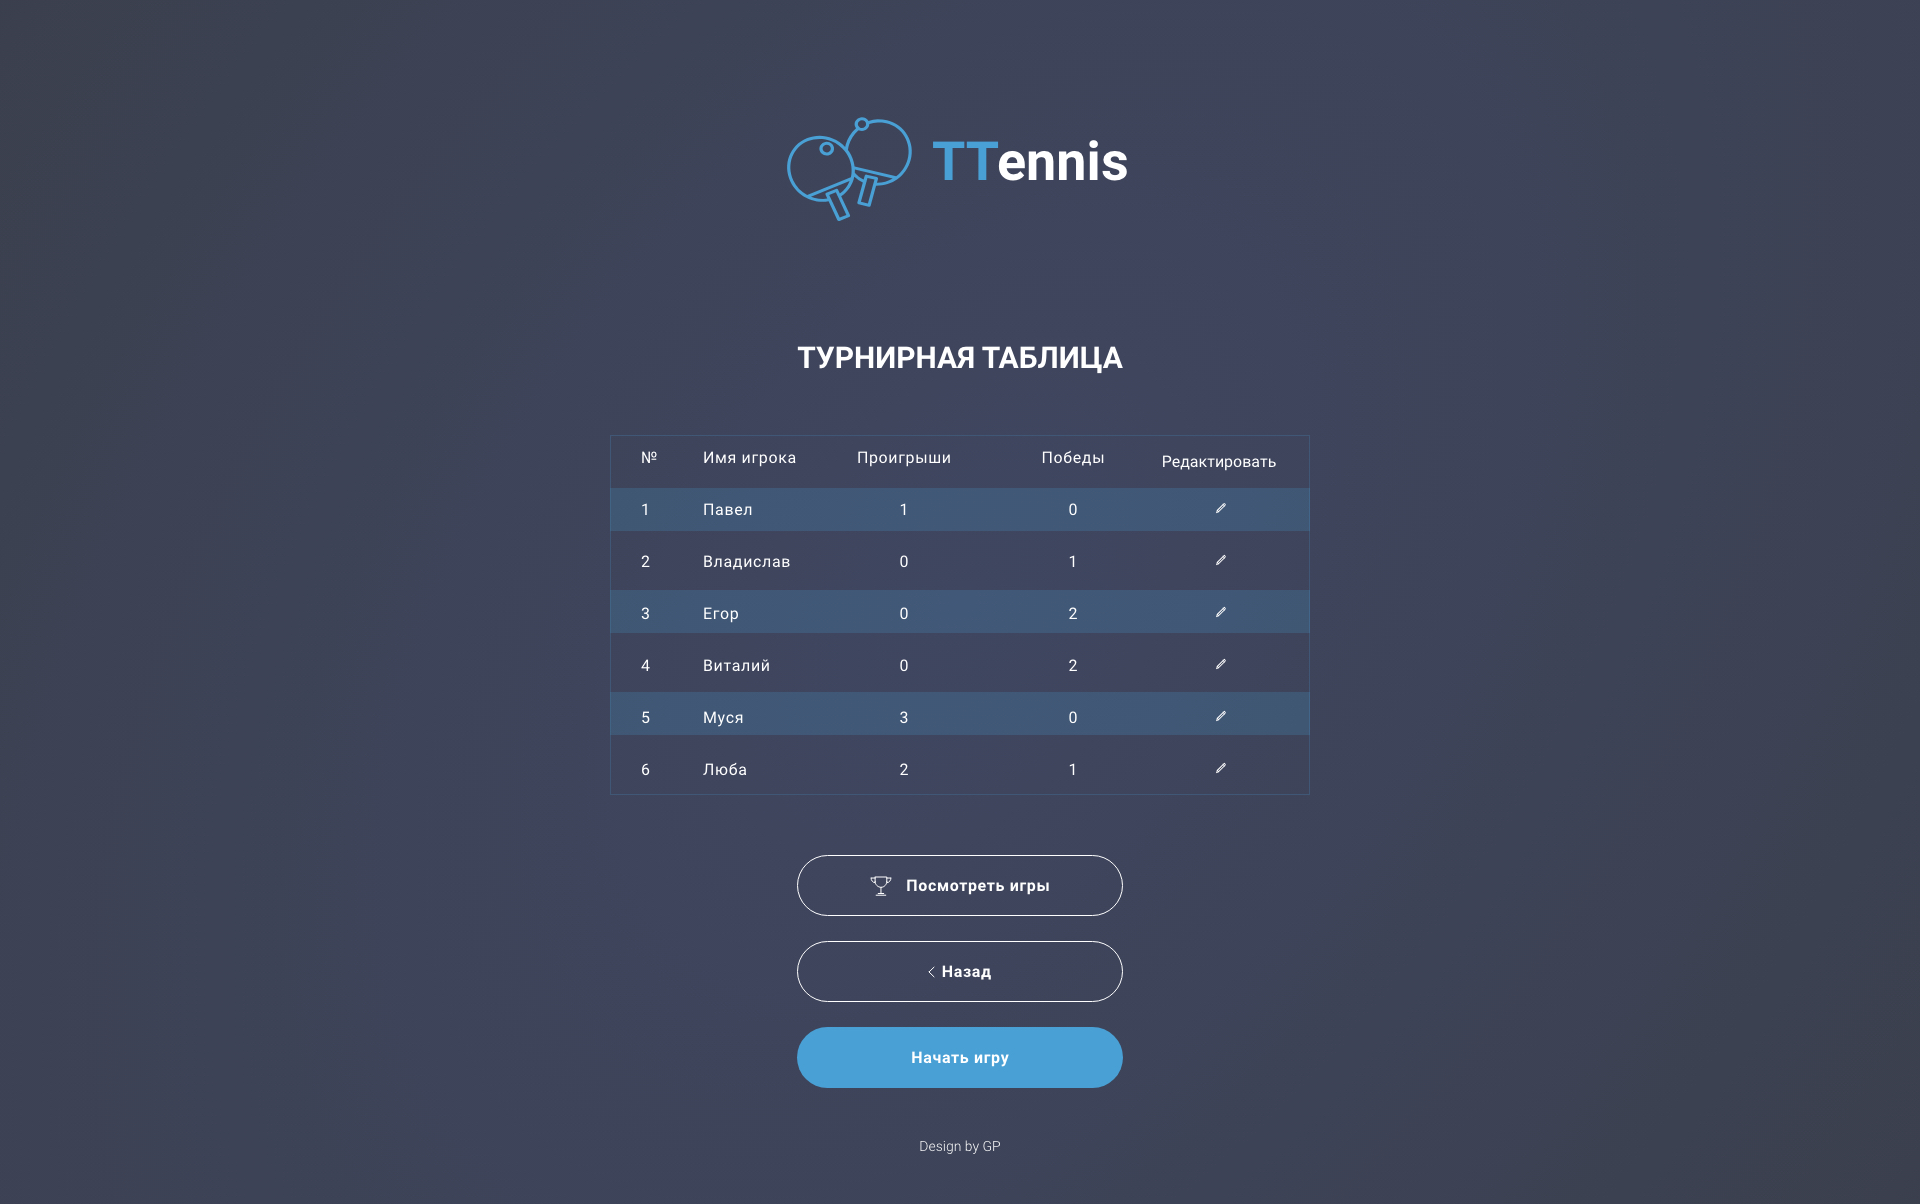 TTennis
ТУРНИРНАЯ ТАБЛИЦА
№ Имя игрока Проигрыши Победы Редактировать
1 Павел 1 0
2 Владислав 0 1
3 Егор 0 2
4 Виталий 0 2
5 Муся 3 0
6 Люба 2 1
Посмотреть игры
Назад
Начать игру
Design by GP